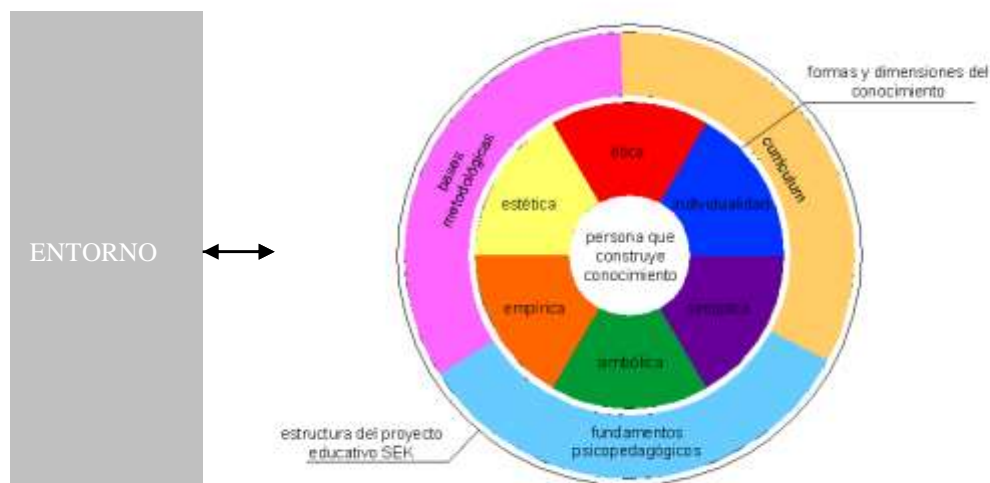 ENTORNO
formas y dimensiones del
conocimiento
bases
metodológicas
curriculum
ética
estética
individualidad
persona que
construye
conocimiento
empírica
simbólica
fundamentos
psicopedagógicos
estructura del proyecto
educativo SEK